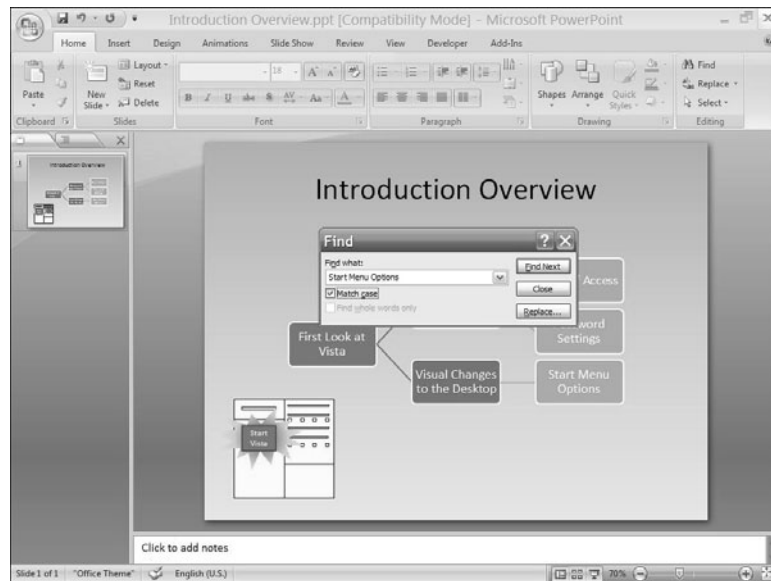 Introduction Overview.ppt [Compatibility Mode] - Microsoft PowerPoint
Home Insert Design Animations Slide Show Review View Developer Add-Ins
Paste
New Slide
Layout
Reset
Delete
18
Shapes Arrange Quick Styles
Find
Replace
Select
Clipboard Slides Font Paragraph Drawing Editing
1
Introduction Overview
Introduction Overview
Find
Find what:
Start Menu Options
Match case
Find whole words only
Find Next
Close
Replace...
Access
Settings
First Look at
Vista
Visual Changes
to the Desktop
Start Menu
Options
Start
Vista
Click to add notes
Slide 1 of 1 "Office Theme" English (U.S.) 70%